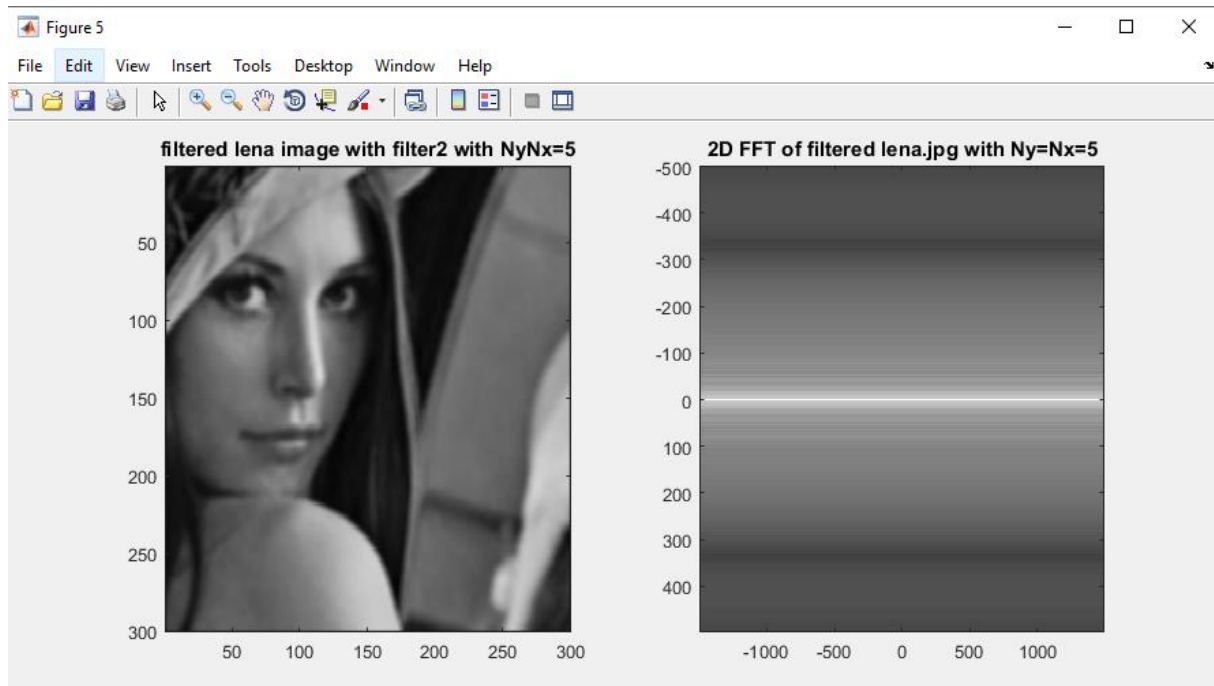 Figure 5
File Edit View Insert Tools Desktop Window Help
filtered lena image with filter2 with NyNx=5
50
100
150
200
250
300
50 100 150 200 250 300
2D FFT of filtered lena.jpg with Ny=Nx=5
-500
-400
-300
-200
-100
0
100
200
300
400
-1000 -500 0 500 1000